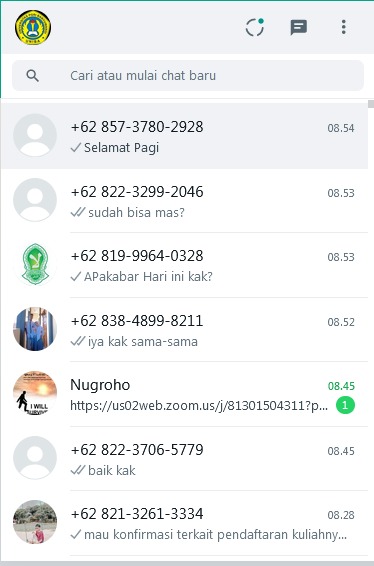 Cari atau mulai chat baru
+62 857-3780-2928 08.54
Selamat Pagi
+62 822-3299-2046 08.53
sudah bisa mas?
+62 819-9964-0328 08.53
APakabar Hari ini kak?
+62 838-4899-8211 08.52
iya kak sama-sama
Nugroho 08.45
https://us02web.zoom.us/j/81301504311?p... 1
+62 822-3706-5779 08.45
baik kak
+62 821-3261-3334 08.28
mau konfirmasi terkait pendaftaran kuliahny...
I WILL